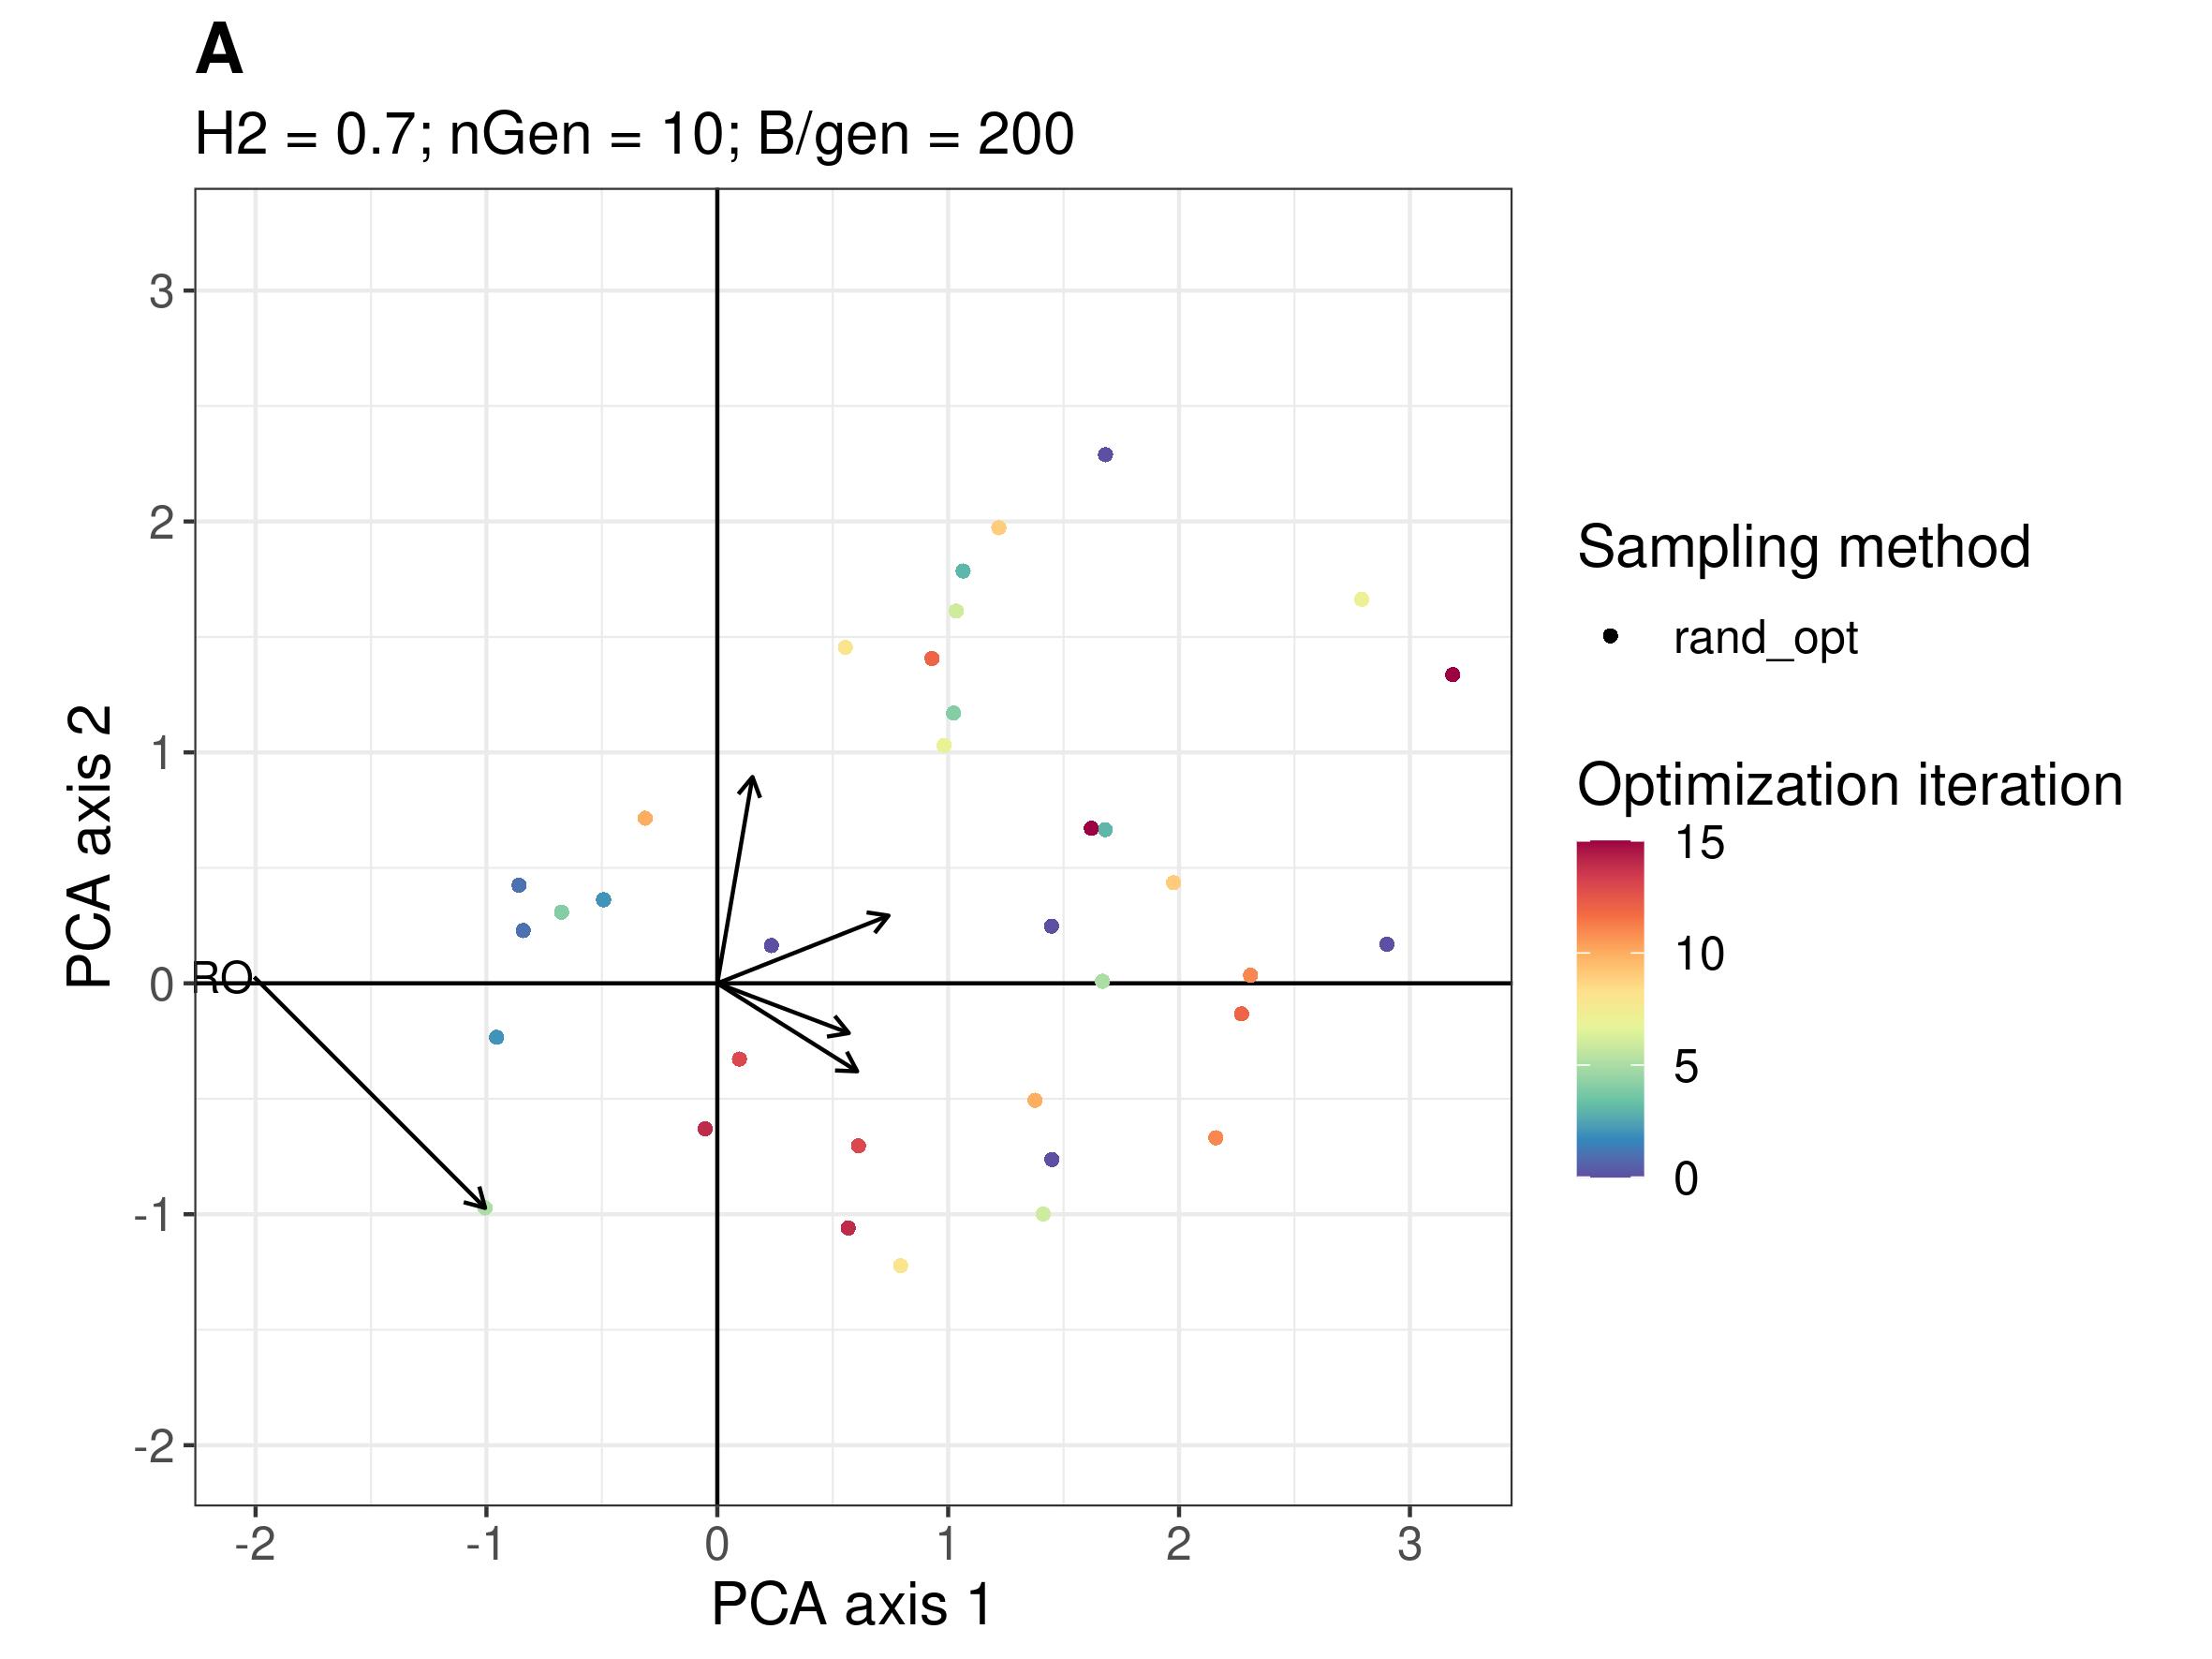 A
H2 = 0.7; nGen = 10; B/gen = 200
PCA axis 2
3
2
1
0
-1
-2
RO
-2
-1
0
1
2
3
PCA axis 1
Sampling method
rand_opt
Optimization iteration
15
10
5
0